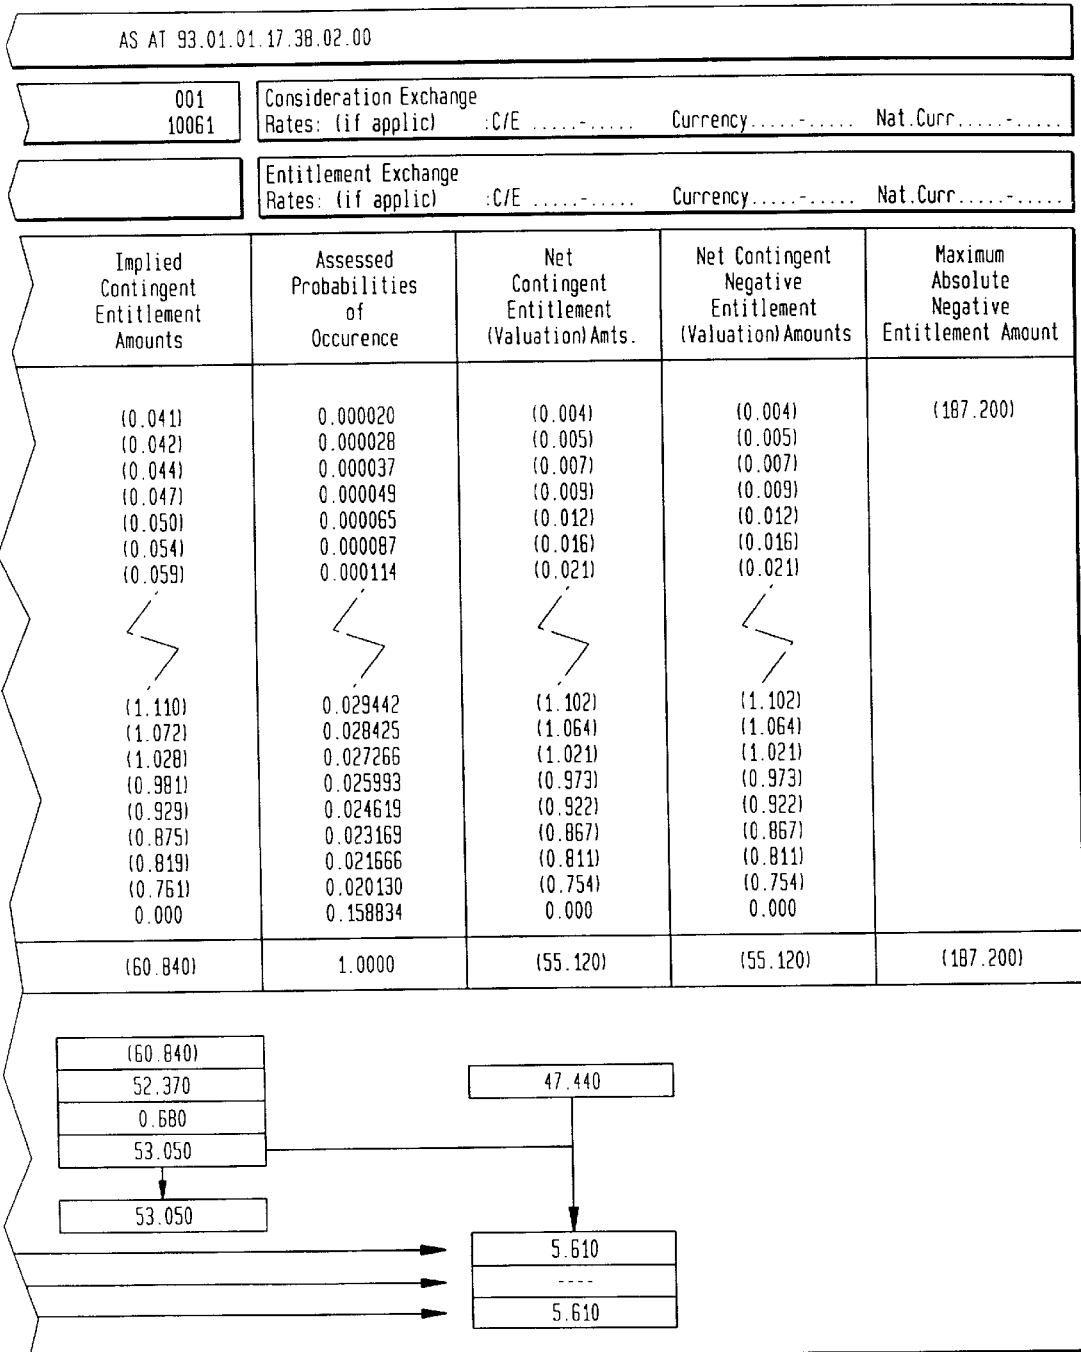 AS AT 93.01.01.17.38.02.00
001
10061
Consideration Exchange
Rates: (if applic) :C/E .....-..... Currency.....-..... Nat.Curr.....-.....
Entitlement Exchange
Rates: (if applic) :C/E .....-..... Currency.....-..... Nat.Curr.....-.....
Implied Contingent Entitlement Amounts
Assessed Probabilities of Occurence
Net Contingent Entitlement (Valuation)Amts.
Net Contingent Negative Entitlement (Valuation)Amounts
Maximum Absolute Negative Entitlement Amount
(0.041) 0.000020 (0.004) (0.004) (187.200)
(0.042) 0.000028 (0.005) (0.005)
(0.044) 0.000037 (0.007) (0.007)
(0.047) 0.000049 (0.009) (0.009)
(0.050) 0.000065 (0.012) (0.012)
(0.054) 0.000087 (0.016) (0.016)
(0.059) 0.000114 (0.021) (0.021)
(1.110) 0.029442 (1.102) (1.102)
(1.072) 0.028425 (1.064) (1.064)
(1.028) 0.027266 (1.021) (1.021)
(0.981) 0.025993 (0.973) (0.973)
(0.929) 0.024619 (0.922) (0.922)
(0.875) 0.023169 (0.867) (0.867)
(0.819) 0.021666 (0.811) (0.811)
(0.761) 0.020130 (0.754) (0.754)
0.000 0.158834 0.000 0.000
(60.840) 1.0000 (55.120) (55.120) (187.200)
(60.840)
52.370
47.440
0.680
53.050
53.050
5.610
----
5.610